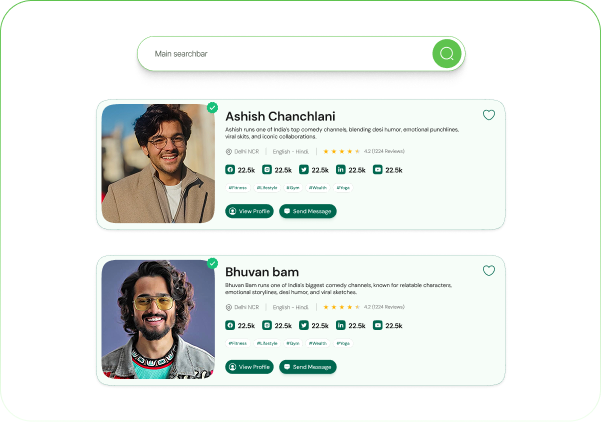 Main searchbar
Ashish Chanchlani
Ashish runs one of India's top comedy channels, blending desi humor, emotional punchlines,
viral skits, and iconic collaborations.
Delhi NCR | English - Hindi | 4.2 (1224 Reviews)
22.5k 22.5k 22.5k 22.5k 22.5k
#Fitness #Lifestyle #Gym #Wealth #Yoga
View Profile Send Message
Bhuvan bam
Bhuvan Bam runs one of India's biggest comedy channels, known for relatable characters,
emotional storylines, desi humor, and viral sketches.
Delhi NCR | English - Hindi | 4.2 (1224 Reviews)
22.5k 22.5k 22.5k 22.5k 22.5k
#Fitness #Lifestyle #Gym #Wealth #Yoga
View Profile Send Message